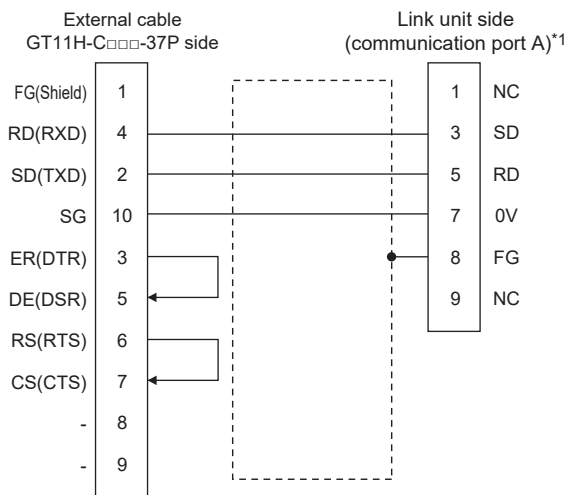 External cable
GT11H-C□□□-37P side
Link unit side
(communication port A)*1
FG(Shield) 1
RD(RXD) 4
SD(TXD) 2
SG 10
ER(DTR) 3
DE(DSR) 5
RS(RTS) 6
CS(CTS) 7
- 8
- 9
1 NC
3 SD
5 RD
7 0V
8 FG
9 NC